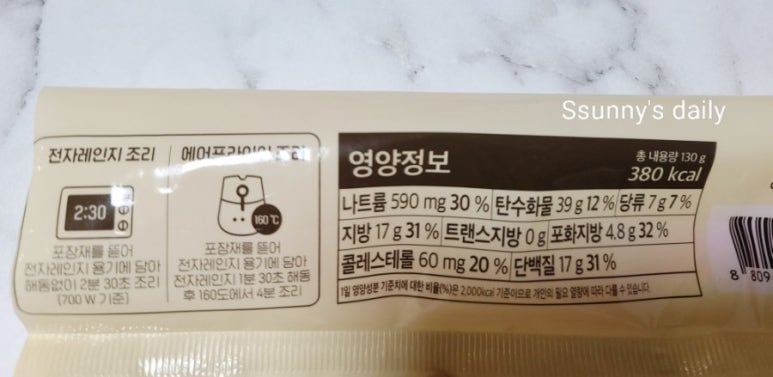 Ssunny's daily
전자레인지 조리
2:30
포장재를 뜯어
전자레인지 용기에 담아
해동없이 2분 30초 조리
(700 W 기준)
에어프라이어 조리
160℃
포장재를 뜯어
전자레인지 용기에 담아
전자레인지 1분 30초 해동
후 160도에서 4분 조리
영양정보
총 내용량 130 g
380 kcal
나트륨 590 mg 30 % 탄수화물 39 g 12 % 당류 7 g 7 %
지방 17 g 31 % 트랜스지방 0 g 포화지방 4.8 g 32 %
콜레스테롤 60 mg 20 % 단백질 17 g 31 %
1일 영양성분 기준치에 대한 비율(%)은 2,000kcal 기준이므로 개인의 필요 열량에 따라 다를 수 있습니다.
8 809